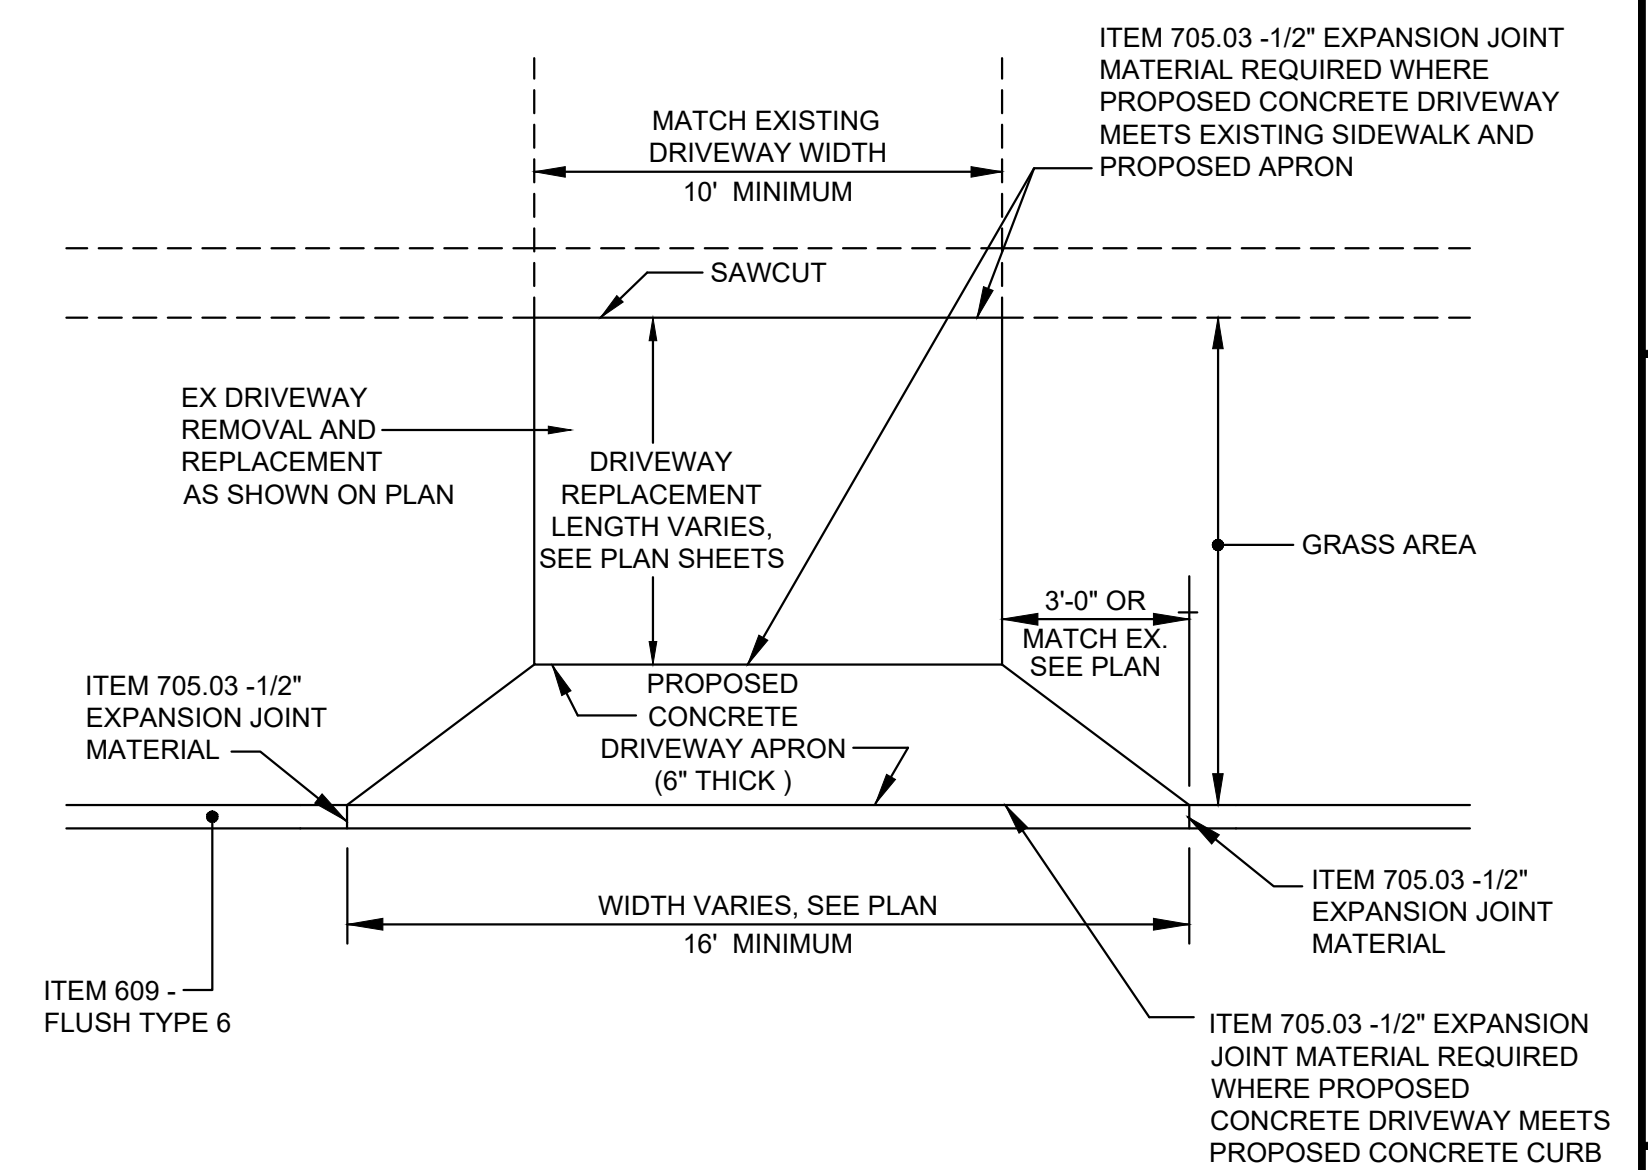 ITEM 705.03 -1/2" EXPANSION JOINT
MATERIAL REQUIRED WHERE
PROPOSED CONCRETE DRIVEWAY
MEETS EXISTING SIDEWALK AND
PROPOSED APRON
MATCH EXISTING
DRIVEWAY WIDTH
10' MINIMUM
SAWCUT
EX DRIVEWAY
REMOVAL AND
REPLACEMENT
AS SHOWN ON PLAN
DRIVEWAY
REPLACEMENT
LENGTH VARIES,
SEE PLAN SHEETS
GRASS AREA
3'-0" OR
MATCH EX.
SEE PLAN
ITEM 705.03 -1/2"
EXPANSION JOINT
MATERIAL
PROPOSED
CONCRETE
DRIVEWAY APRON
(6" THICK )
WIDTH VARIES, SEE PLAN
16' MINIMUM
ITEM 705.03 -1/2"
EXPANSION JOINT
MATERIAL
ITEM 609 -
FLUSH TYPE 6
ITEM 705.03 -1/2" EXPANSION
JOINT MATERIAL REQUIRED
WHERE PROPOSED
CONCRETE DRIVEWAY MEETS
PROPOSED CONCRETE CURB